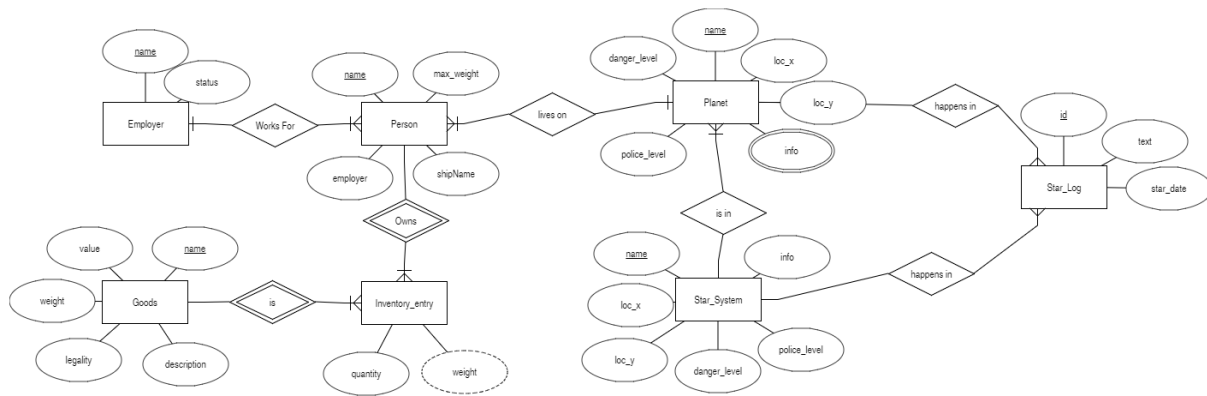 name
status
Employer
Works For
name
max_weight
Person
employer
shipName
lives on
name
danger_level
loc_x
Planet
loc_y
police_level
info
happens in
id
text
Star_Log
star_date
Owns
is in
value
name
weight
Goods
legality
description
is
Inventory_entry
quantity
weight
name
info
loc_x
Star_System
loc_y
danger_level
police_level
happens in